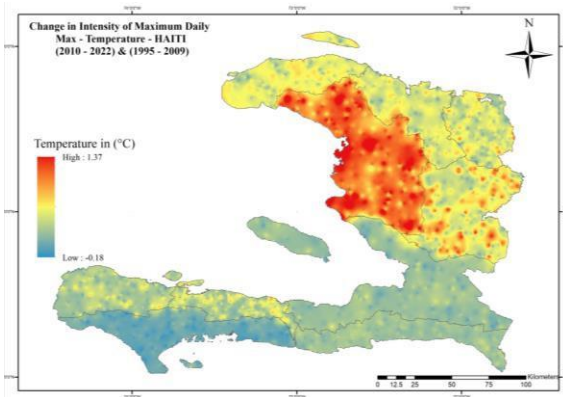 Change in Intensity of Maximum Daily
Max - Temperature - HAITI
(2010 - 2022) & (1995 - 2009)
N
Temperature in (°C)
High : 1.37
Low : -0.18
Kilometers
0 12.5 25 50 75 100